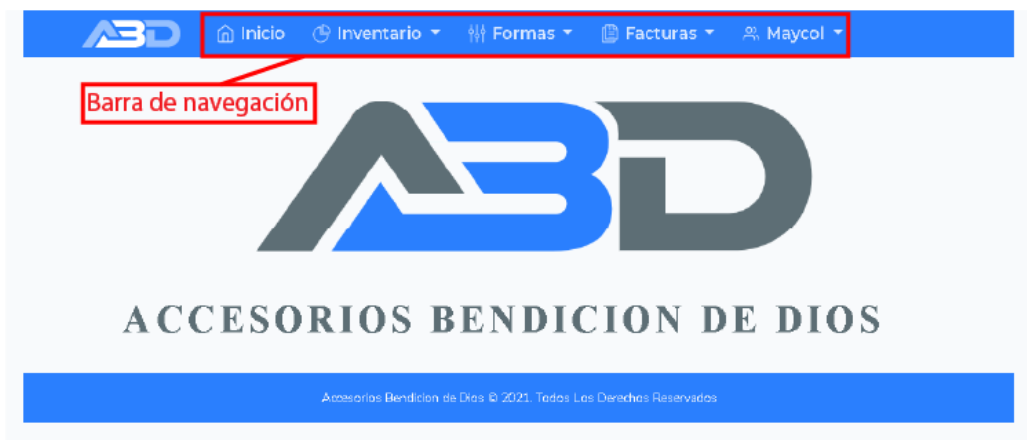 ABD Inicio Inventario Formas Facturas Maycol
Barra de navegación
ABD
ACCESORIOS BENDICION DE DIOS
Accesorios Bendicion de Dios © 2021. Todos Los Derechos Reservados